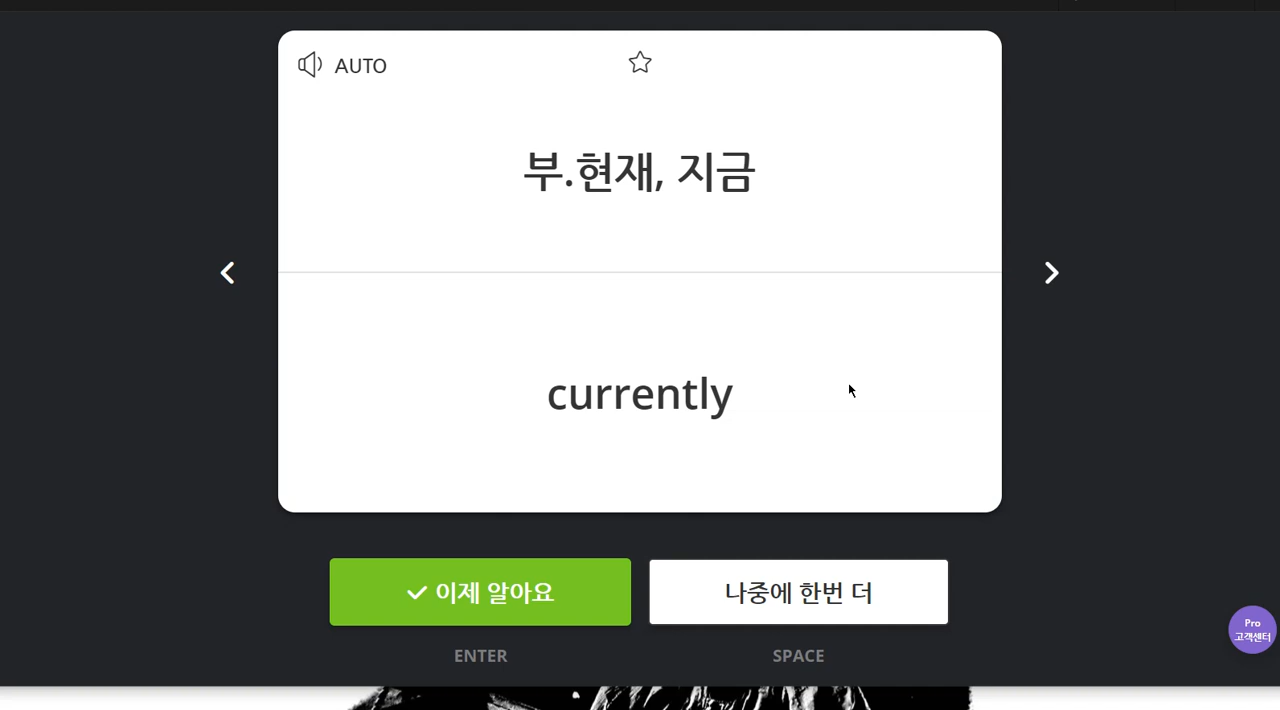 AUTO
부.현재, 지금
currently
이제 알아요
나중에 한번 더
ENTER
SPACE
Pro
고객센터